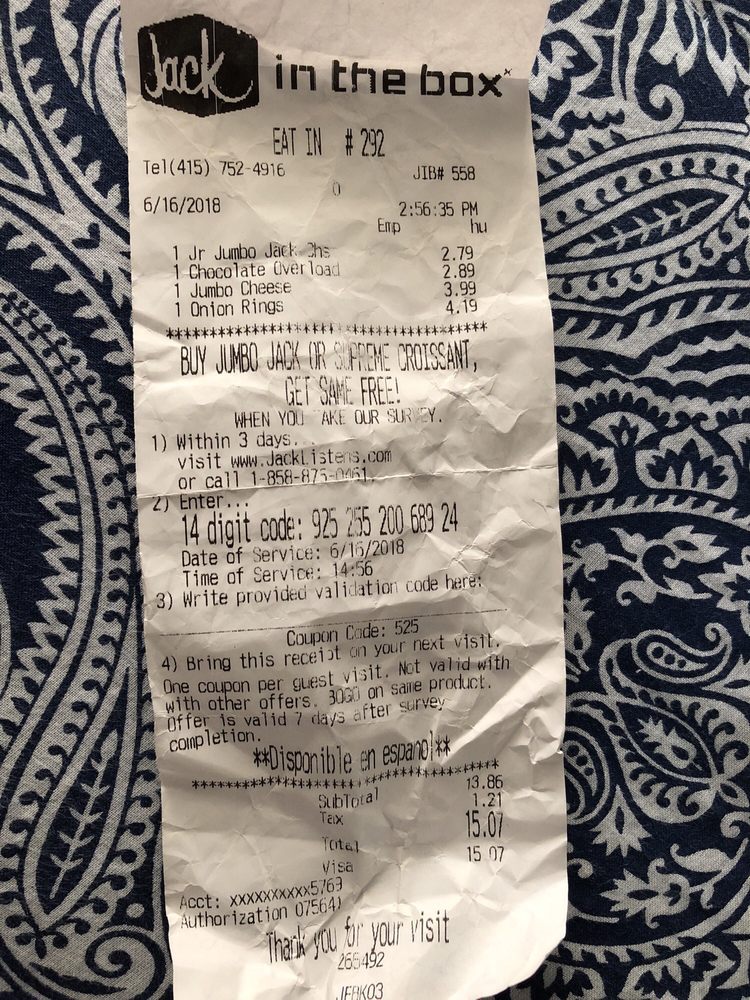 Jack in the box
EAT IN # 292
Tel(415) 752-4916 JIB# 558
0
6/16/2018 2:56:35 PM
Emp hu
1 Jr Jumbo Jack Chs 2.79
1 Chocolate Overload 2.89
1 Jumbo Cheese 3.99
1 Onion Rings 4.19
****************************************
BUY JUMBO JACK OR SUPREME CROISSANT,
GET SAME FREE!
WHEN YOU TAKE OUR SURVEY.
1) Within 3 days...
visit www.JackListens.com
or call 1-858-875-0461.
2) Enter...
14 digit code: 925 255 200 689 24
Date of Service: 6/16/2018
Time of Service: 14:56
3) Write provided validation code here:
Coupon Code: 525
4) Bring this receipt on your next visit.
One coupon per guest visit. Not valid with
with other offers. BOGO on same product.
Offer is valid 7 days after survey
completion.
**Disponible en espanol**
****************************************
SubTotal 13.86
Tax 1.21
Total 15.07
Visa 15.07
Acct: xxxxxxxxxx5769
Authorization
Thank you for your visit
265492
JFBK03